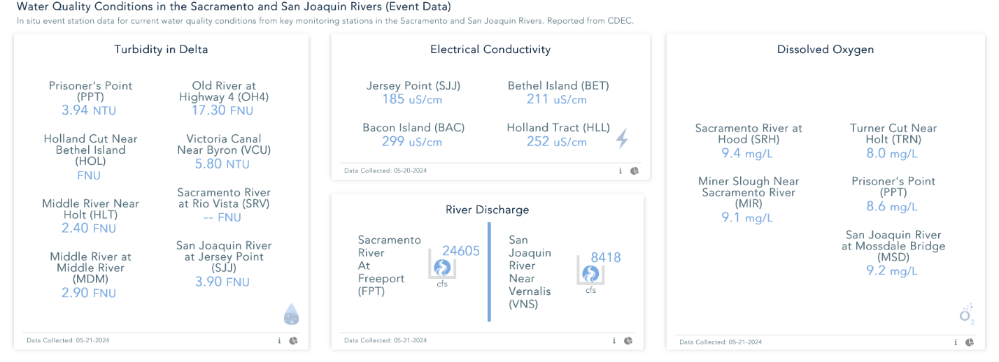 Water Quality Conditions in the Sacramento and San Joaquin Rivers (Event Data)
In situ event station data for current water quality conditions from key monitoring stations in the Sacramento and San Joaquin Rivers. Reported from CDEC.
Turbidity in Delta
Prisoner's Point
(PPT)
3.94 NTU
Holland Cut Near
Bethel Island
(HOL)
FNU
Middle River Near
Holt (HLT)
2.40 FNU
Middle River at
Middle River
(MDM)
2.90 FNU
Old River at
Highway 4 (OH4)
17.30 FNU
Victoria Canal
Near Byron (VCU)
5.80 NTU
Sacramento River
at Rio Vista (SRV)
-- FNU
San Joaquin River
at Jersey Point
(SJJ)
3.90 FNU
Data Collected: 05-21-2024
i
Electrical Conductivity
Jersey Point (SJJ)
185 uS/cm
Bethel Island (BET)
211 uS/cm
Bacon Island (BAC)
299 uS/cm
Holland Tract (HLL)
252 uS/cm
Data Collected: 05-20-2024
i
River Discharge
Sacramento
River
At
Freeport
(FPT)
24605
cfs
San
Joaquin
River
Near
Vernalis
(VNS)
8418
cfs
Data Collected: 05-21-2024
i
Dissolved Oxygen
Sacramento River at
Hood (SRH)
9.4 mg/L
Miner Slough Near
Sacramento River
(MIR)
9.1 mg/L
Turner Cut Near
Holt (TRN)
8.0 mg/L
Prisoner's Point
(PPT)
8.6 mg/L
San Joaquin River
at Mossdale Bridge
(MSD)
9.2 mg/L
O2
Data Collected: 05-21-2024
i